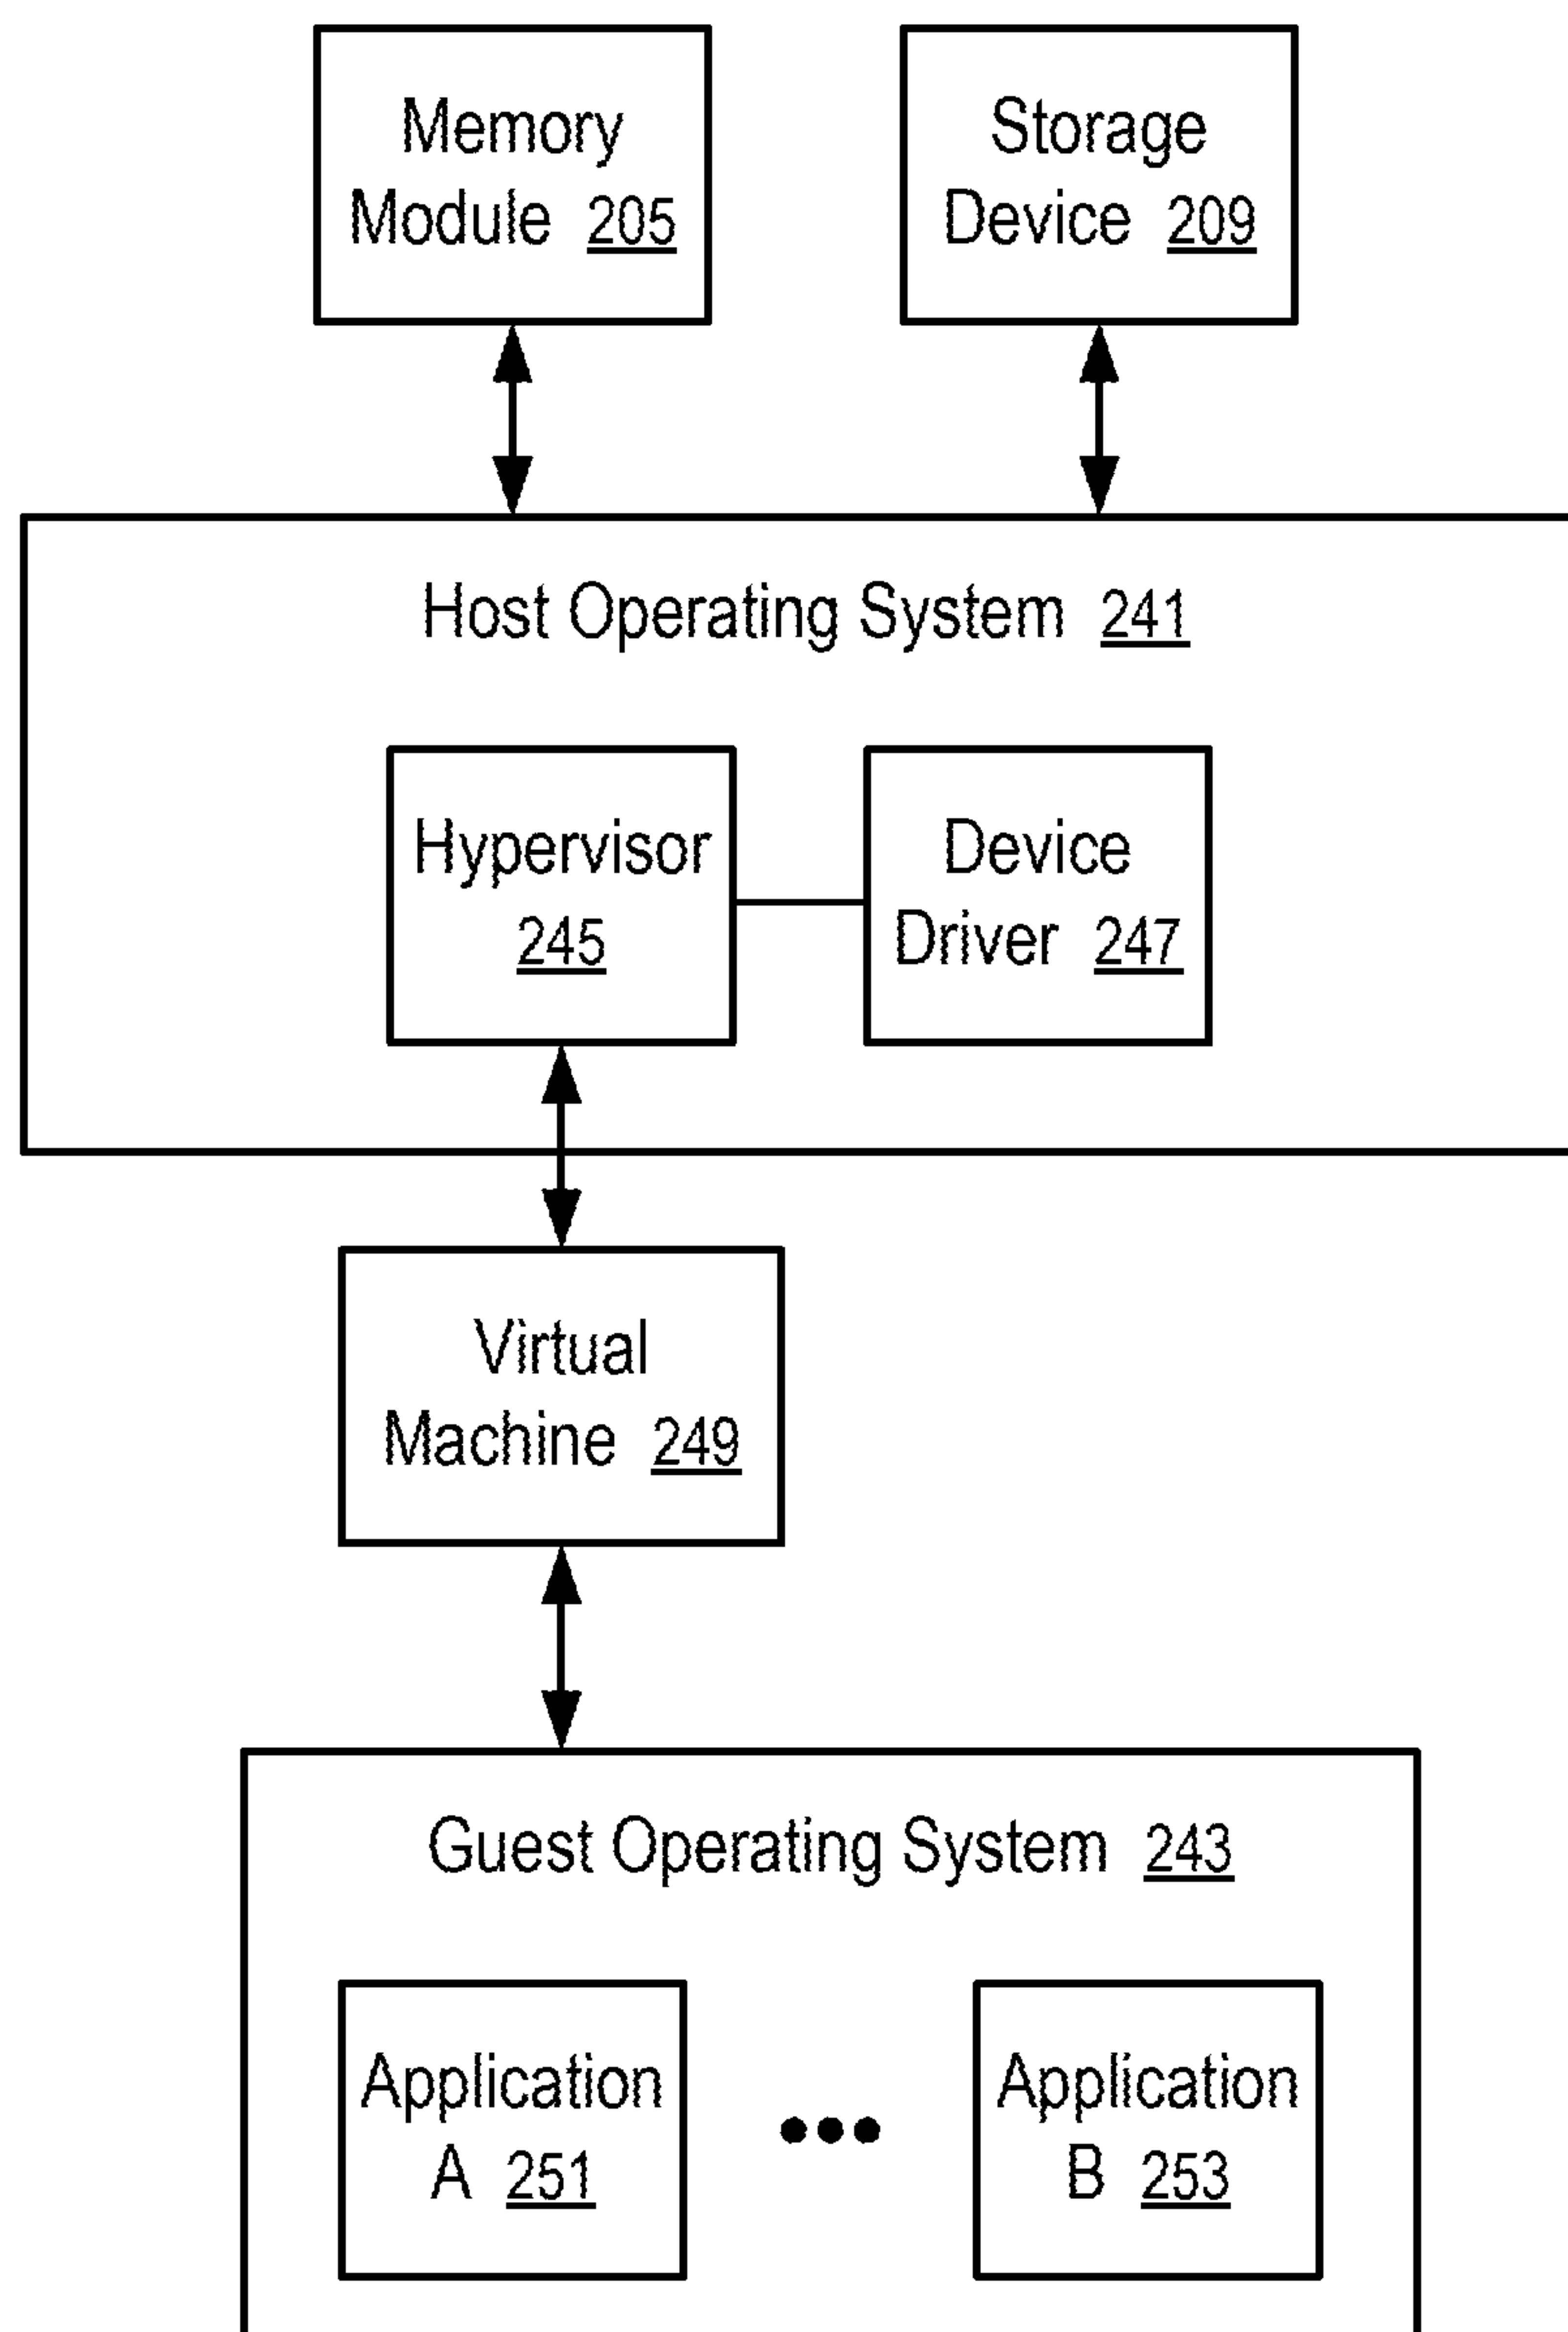 Memory
Module 205
Storage
Device 209
Host Operating System 241
Hypervisor
245
Device
Driver 247
Virtual
Machine 249
Guest Operating System 243
Application
A 251
Application
B 253